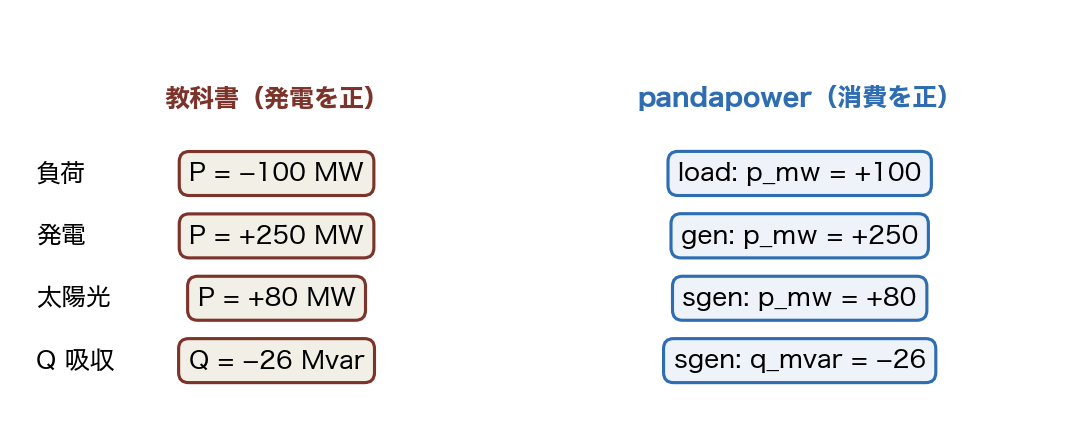 教科書（発電を正） pandapower（消費を正）
負荷 P = −100 MW load: p_mw = +100
発電 P = +250 MW gen: p_mw = +250
太陽光 P = +80 MW sgen: p_mw = +80
Q 吸収 Q = −26 Mvar sgen: q_mvar = −26